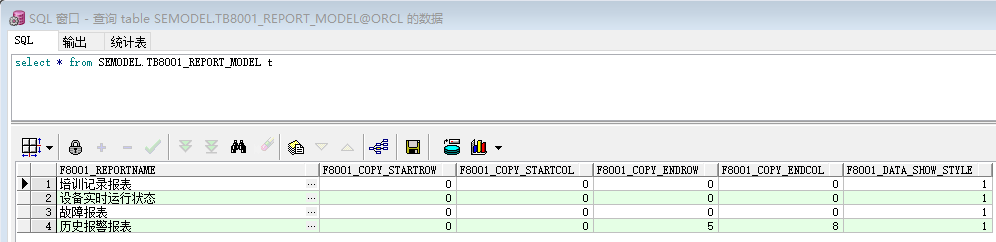 SQL 窗口 - 查询 table SEMODEL.TB8001_REPORT_MODEL@ORCL 的数据
SQL 输出 统计表
select * from SEMODEL.TB8001_REPORT_MODEL t
F8001_REPORTNAME F8001_COPY_STARTROW F8001_COPY_STARTCOL F8001_COPY_ENDROW F8001_COPY_ENDCOL F8001_DATA_SHOW_STYLE
1 培训记录报表 ... 0 0 0 0 1
2 设备实时运行状态 ... 0 0 0 0 1
3 故障报表 ... 0 0 0 0 1
4 历史报警报表 ... 0 0 5 8 1